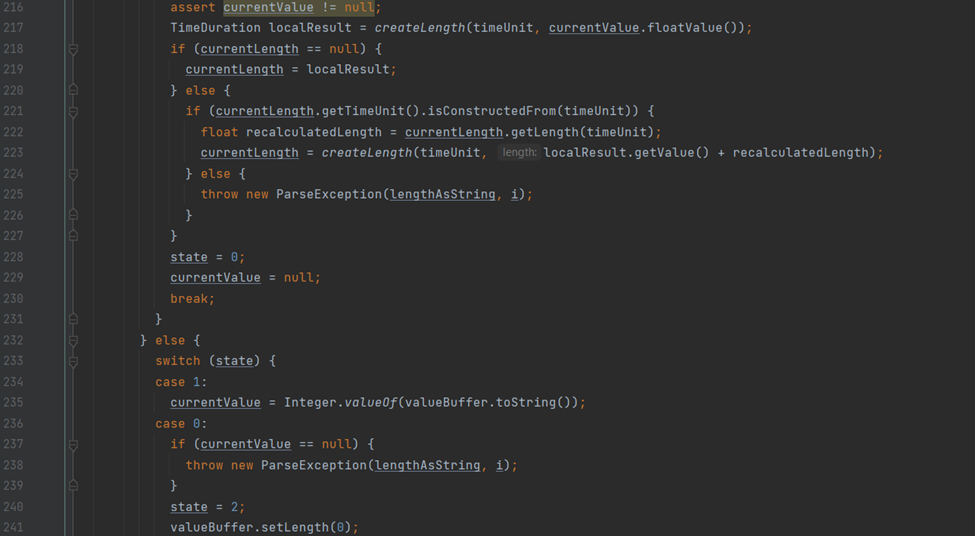 216 assert currentValue != null;
217 TimeDuration localResult = createLength(timeUnit, currentValue.floatValue());
218 if (currentLength == null) {
219 currentLength = localResult;
220 } else {
221 if (currentLength.getTimeUnit().isConstructedFrom(timeUnit)) {
222 float recalculatedLength = currentLength.getLength(timeUnit);
223 currentLength = createLength(timeUnit, length: localResult.getValue() + recalculatedLength);
224 } else {
225 throw new ParseException(lengthAsString, i);
226 }
227 }
228 state = 0;
229 currentValue = null;
230 break;
231 }
232 } else {
233 switch (state) {
234 case 1:
235 currentValue = Integer.valueOf(valueBuffer.toString());
236 case 0:
237 if (currentValue == null) {
238 throw new ParseException(lengthAsString, i);
239 }
240 state = 2;
241 valueBuffer.setLength(0);